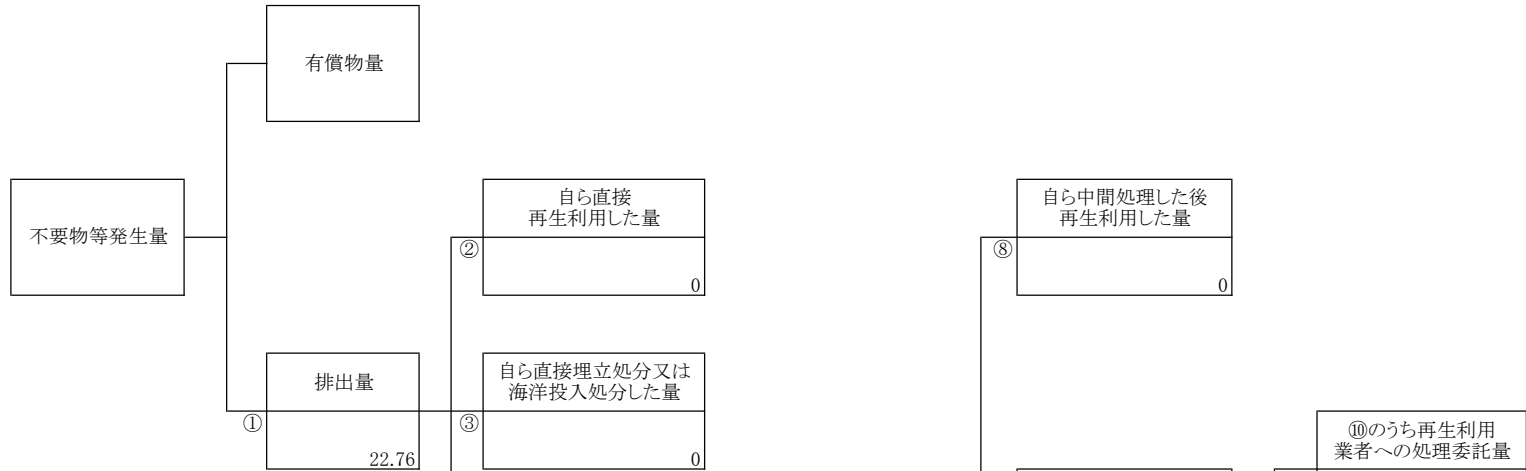 有償物量
不要物等発生量
自ら直接
再生利用した量
②
0
自ら中間処理した後
再生利用した量
⑧
0
排出量
①
22.76
自ら直接埋立処分又は
海洋投入処分した量
③
0
⑩のうち再生利用
業者への処理委託量